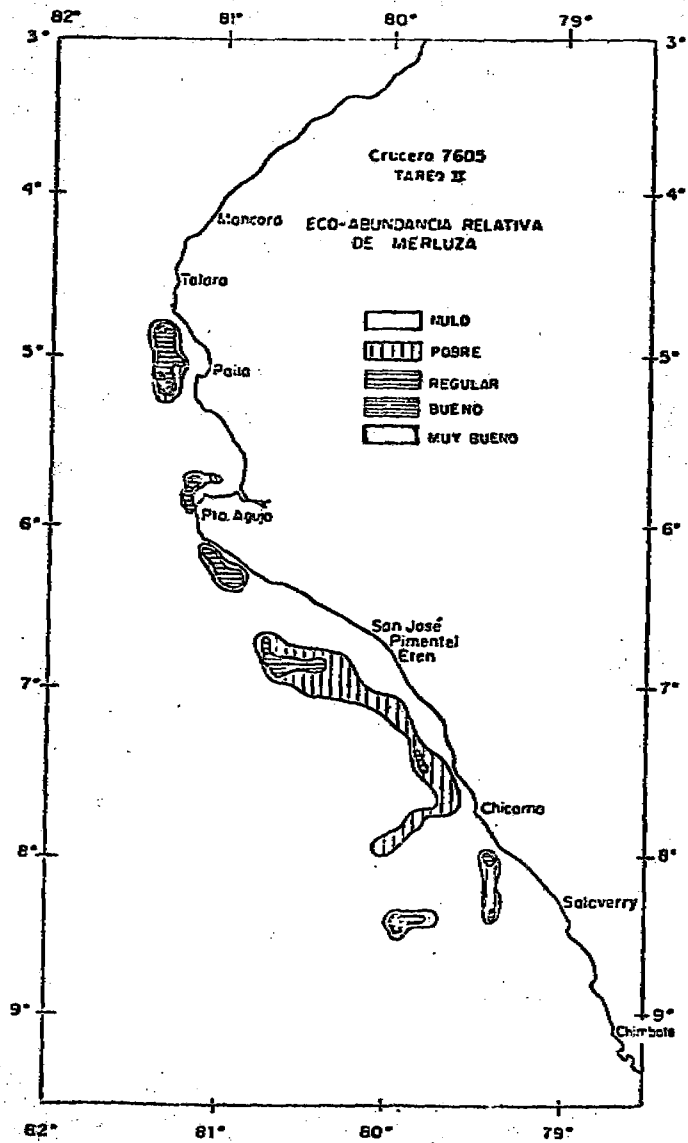 82° 81° 80° 79°
3° 3°
Crucero 7605
TAREO II
4° 4°
Mancora
ECO-ABUNDANCIA RELATIVA
DE MERLUZA
Talara
NULO
5° 5°
POBRE
Paita
REGULAR
BUENO
MUY BUENO
6° 6°
Pta. Aguja
San José
Pimentel
Eten
7° 7°
Chicama
8° 8°
Salaverry
9° 9°
Chimbote
82° 81° 80° 79°